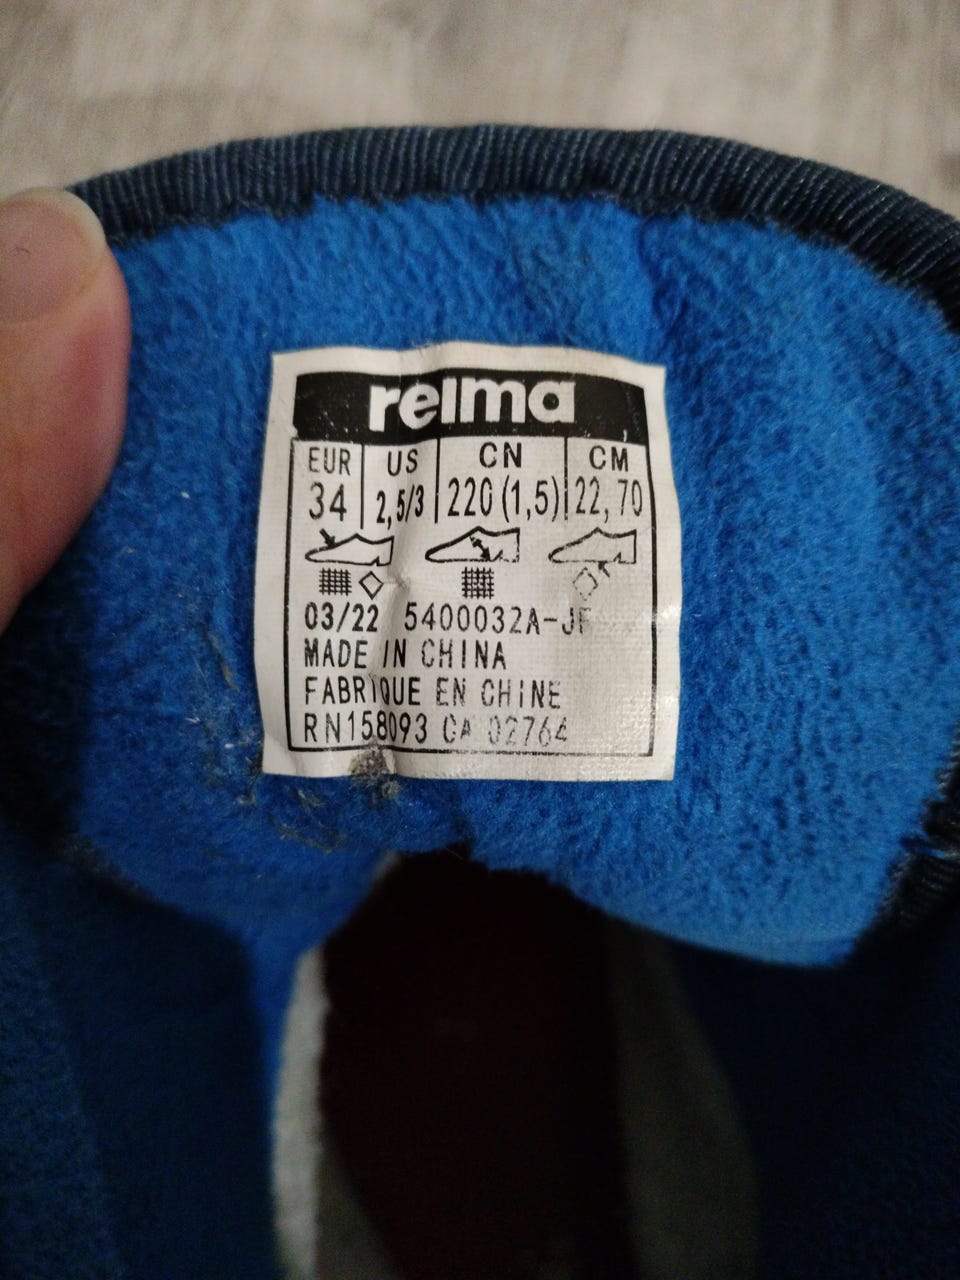 reima
EUR US CN CM
34 2,5/3 220 (1,5) 22,70
03/22 5400032A-JF
MADE IN CHINA
FABRIQUE EN CHINE
RN158093 CA 02764